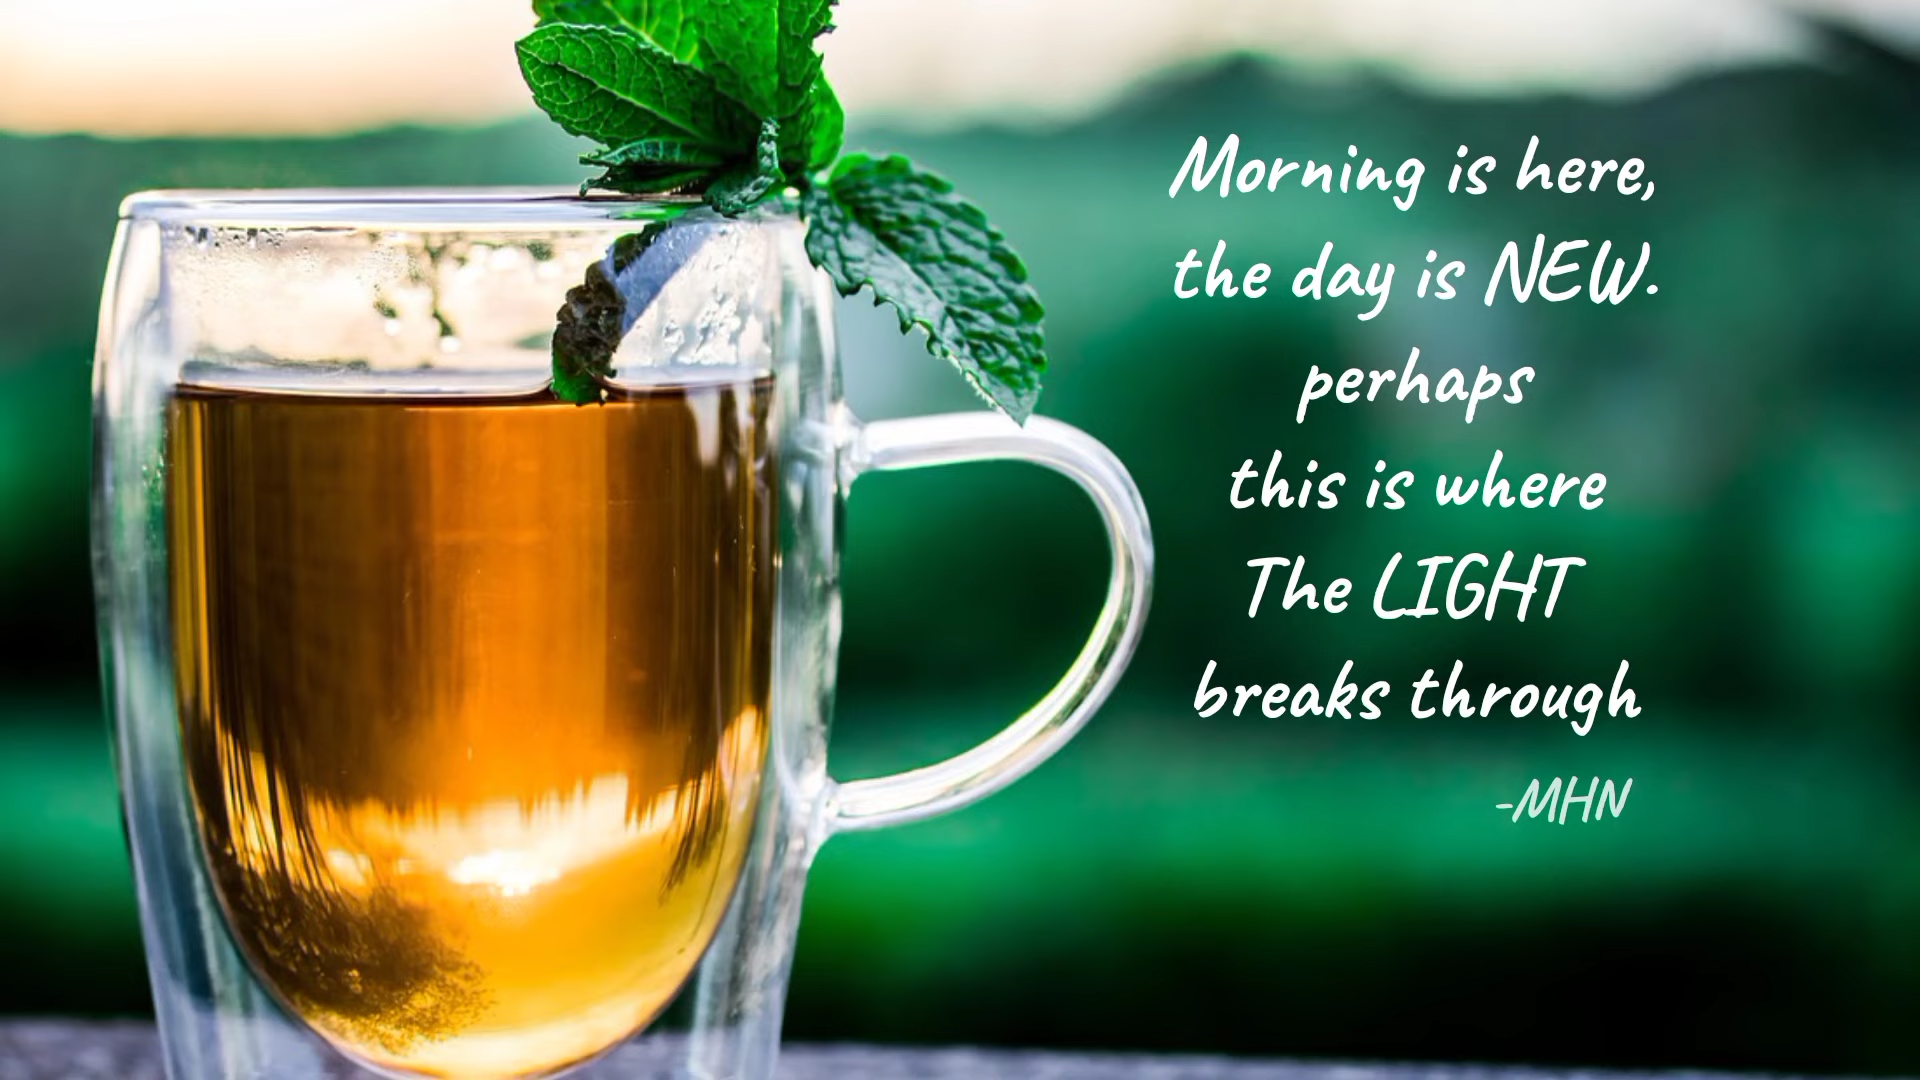 Morning is here,
the day is NEW.
perhaps
this is where
The LIGHT
breaks through
-MHN